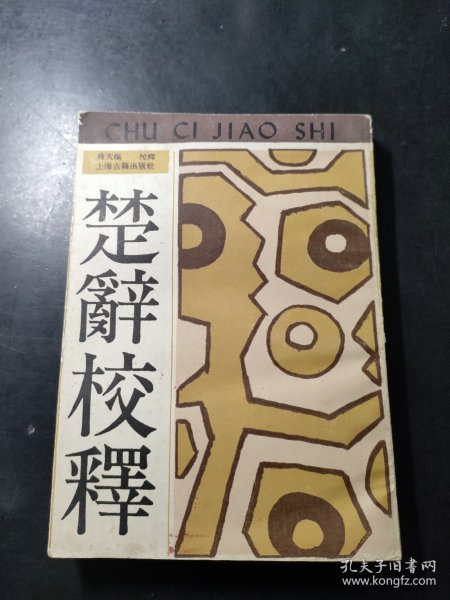 CHU CI JIAO SHI
蔣天樞 校釋
上海古籍出版社
楚辭校釋
孔夫子旧书网
www.kongfz.com